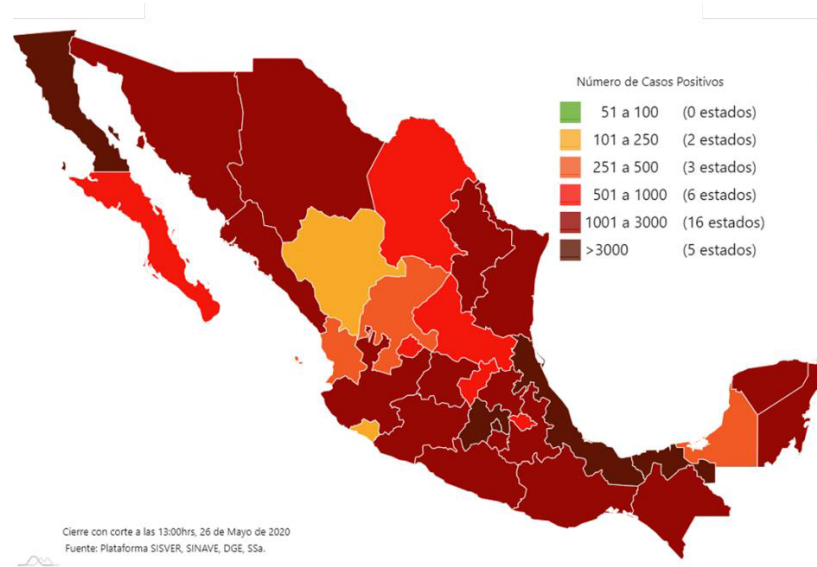 Número de Casos Positivos
51 a 100 (0 estados)
101 a 250 (2 estados)
251 a 500 (3 estados)
501 a 1000 (6 estados)
1001 a 3000 (16 estados)
>3000 (5 estados)
Cierre con corte a las 13:00hrs, 26 de Mayo de 2020
Fuente: Plataforma SISVER, SINAVE, DGE, SSa.